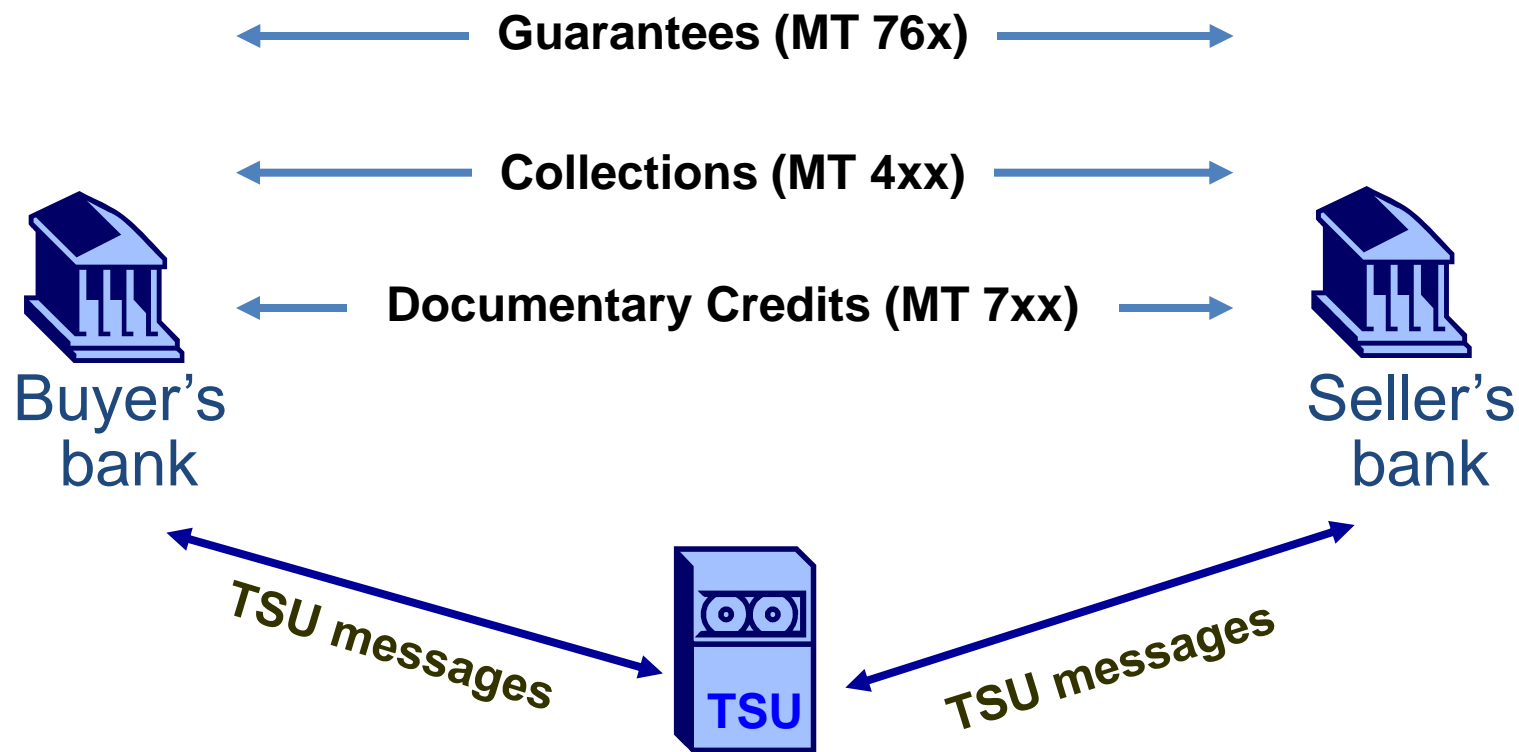 Guarantees (MT 76x)
Collections (MT 4xx)
Documentary Credits (MT 7xx)
Buyer’s
bank
Seller’s
bank
TSU messages
TSU
TSU messages